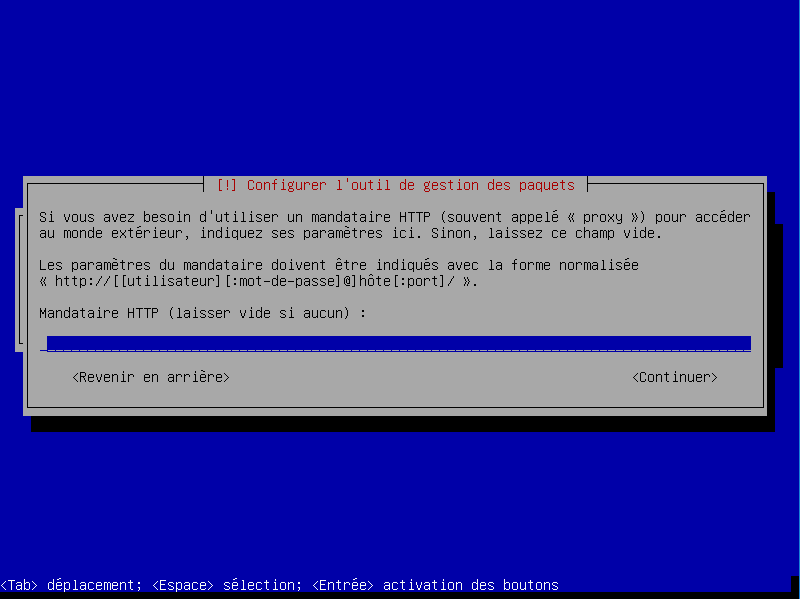 [!] Configurer l'outil de gestion des paquets
Si vous avez besoin d'utiliser un mandataire HTTP (souvent appelé « proxy ») pour accéder
au monde extérieur, indiquez ses paramètres ici. Sinon, laissez ce champ vide.
Les paramètres du mandataire doivent être indiqués avec la forme normalisée
« http://[[utilisateur][:mot-de-passe]@]hôte[:port]/ ».
Mandataire HTTP (laisser vide si aucun) :
<Revenir en arrière> <Continuer>
<Tab> déplacement; <Espace> sélection; <Entrée> activation des boutons